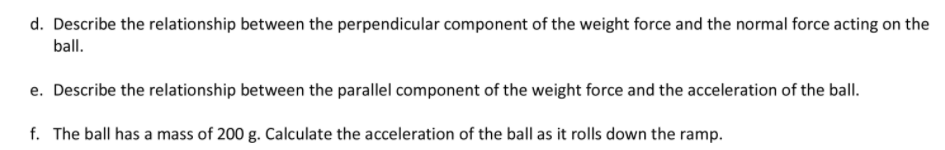 d. Describe the relationship between the perpendicular component of the weight force and the normal force acting on the
ball.
e. Describe the relationship between the parallel component of the weight force and the acceleration of the ball.
f. The ball has a mass of 200 g. Calculate the acceleration of the ball as it rolls down the ramp.